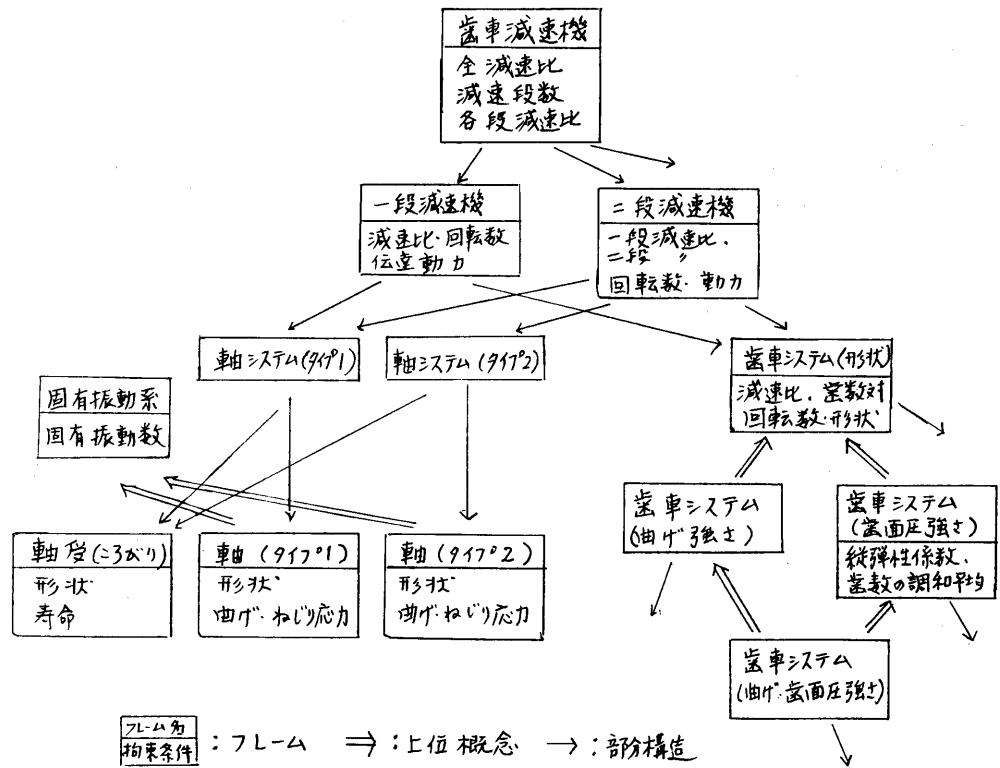 歯車減速機
全減速比
減速段数
各段減速比
一段減速機
減速比・回転数
伝達動力
二段減速機
一段減速比、
二段 〃
回転数・動力
軸システム(タイプ1)
軸システム(タイプ2)
歯車システム(形状)
減速比、歯数対
回転数・形状
固有振動系
固有振動数
歯車システム
(曲げ強さ)
歯車システム
(歯面圧強さ)
縦弾性係数、
歯数の調和平均
軸受(ころがり)
形状
寿命
軸(タイプ1)
形状
曲げ・ねじり応力
軸(タイプ2)
形状
曲げ・ねじり応力
歯車システム
(曲げ・歯面圧強さ)
フレーム名
拘束条件
:フレーム ⇒:上位概念 →:部分構造